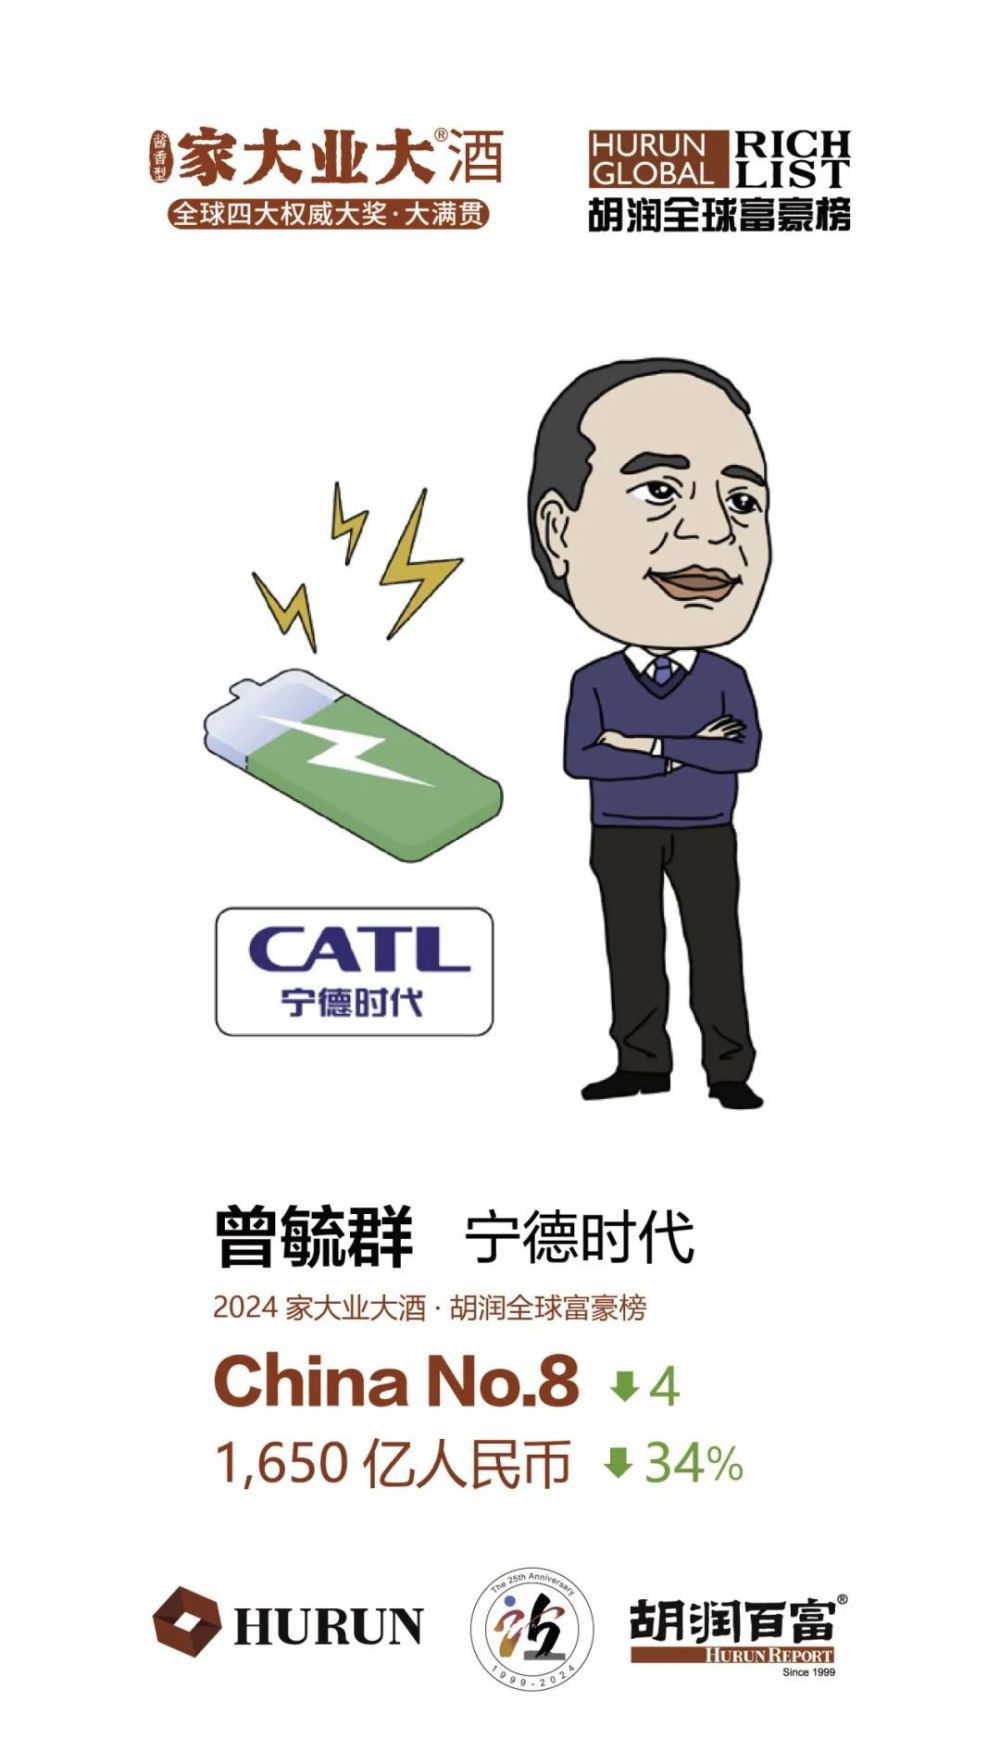 酱香型 家大业大®酒
全球四大权威大奖·大满贯
HURUN GLOBAL RICH LIST
胡润全球富豪榜
CATL
宁德时代
曾毓群 宁德时代
2024 家大业大酒 · 胡润全球富豪榜
China No.8 4
1,650 亿人民币 34%
HURUN
The 25th Anniversary
1999-2024
胡润百富®
HURUN REPORT
Since 1999